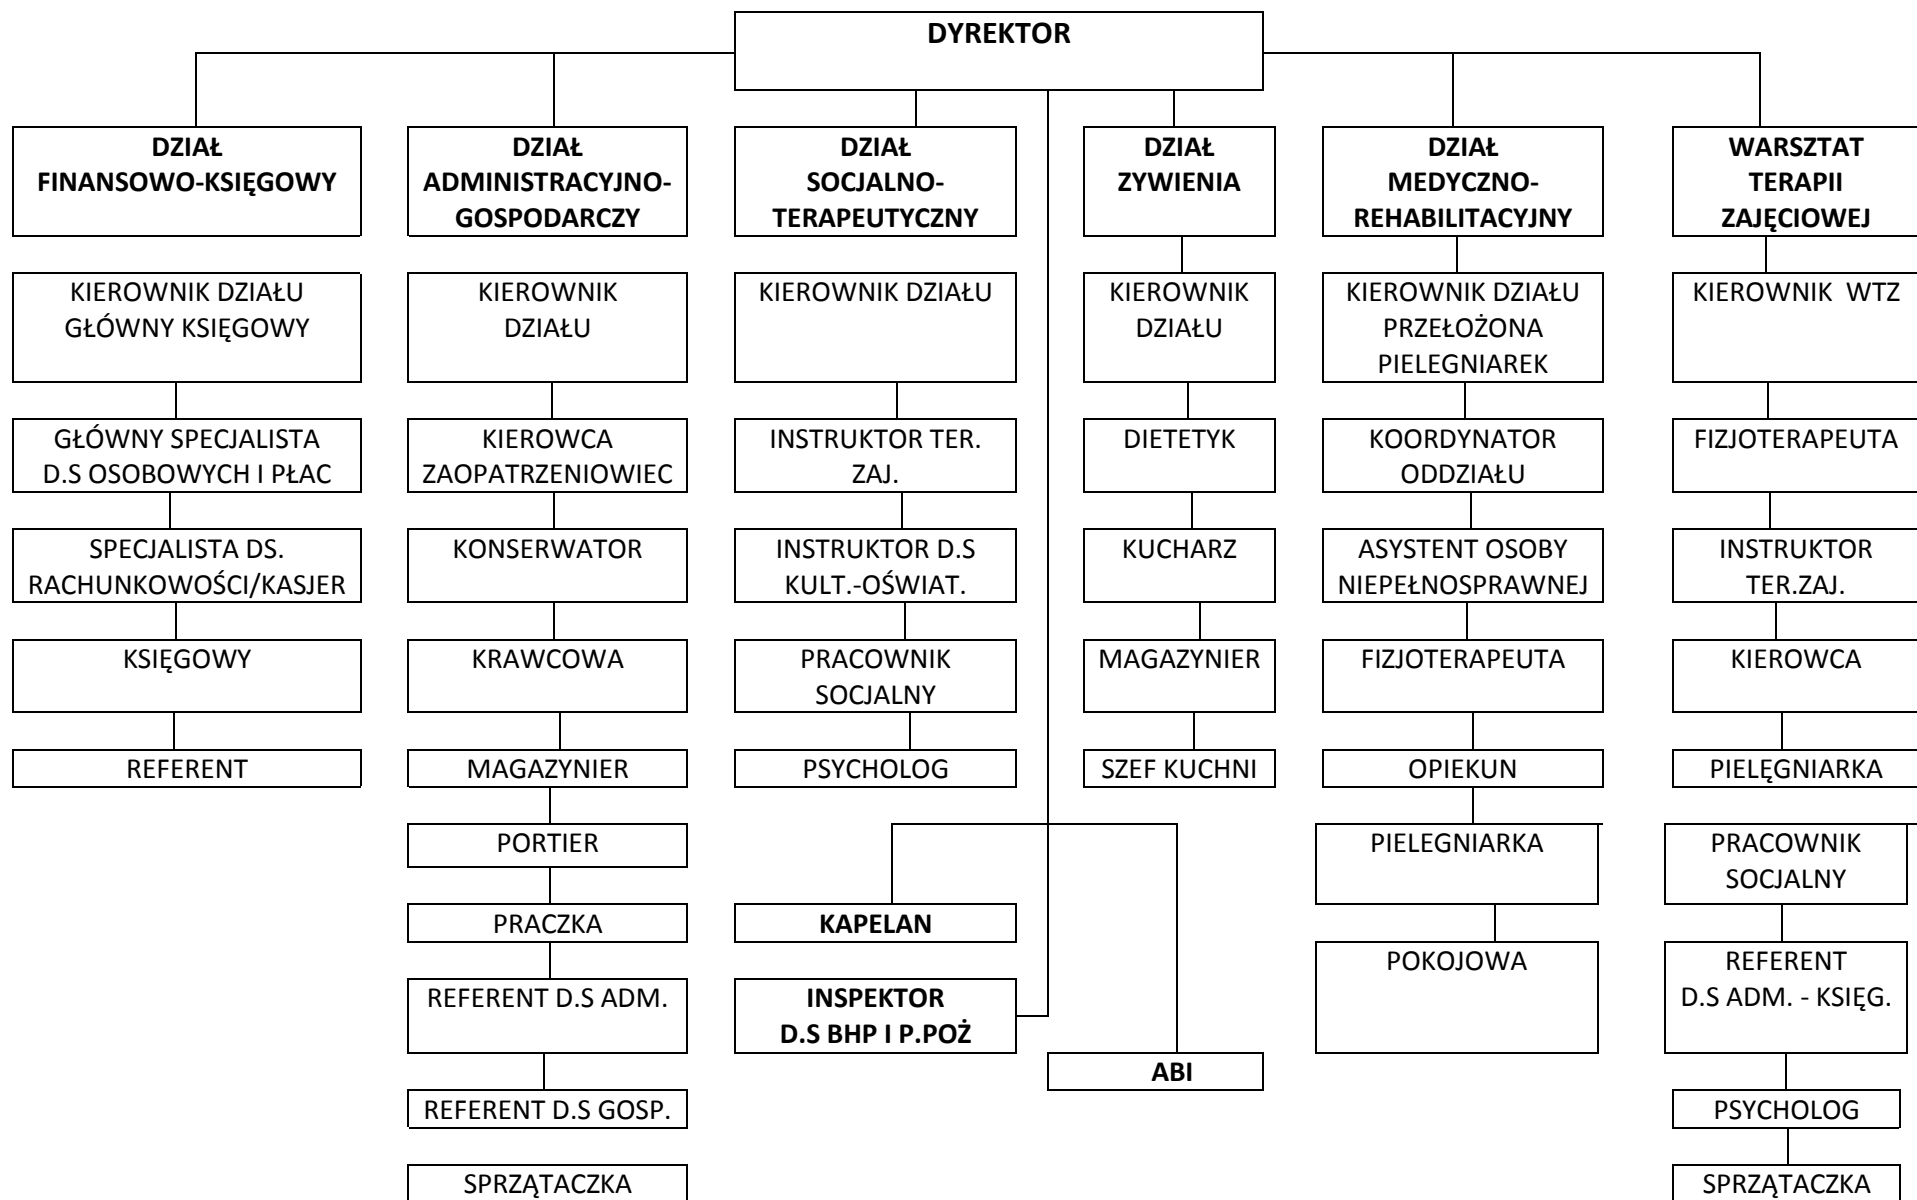 DYREKTOR
DZIAŁ
FINANSOWO-KSIĘGOWY
DZIAŁ
ADMINISTRACYJNO-
GOSPODARCZY
DZIAŁ
SOCJALNO-
TERAPEUTYCZNY
DZIAŁ
ZYWIENIA
DZIAŁ
MEDYCZNO-
REHABILITACYJNY
WARSZTAT
TERAPII
ZAJĘCIOWEJ
KIEROWNIK DZIAŁU
GŁÓWNY KSIĘGOWY
KIEROWNIK
DZIAŁU
KIEROWNIK DZIAŁU
KIEROWNIK
DZIAŁU
KIEROWNIK DZIAŁU
PRZEŁOŻONA
PIELEGNIAREK
KIEROWNIK WTZ
GŁÓWNY SPECJALISTA
D.S OSOBOWYCH I PŁAC
KIEROWCA
ZAOPATRZENIOWIEC
INSTRUKTOR TER.
ZAJ.
DIETETYK
KOORDYNATOR
ODDZIAŁU
FIZJOTERAPEUTA
SPECJALISTA DS.
RACHUNKOWOŚCI/KASJER
KONSERWATOR
INSTRUKTOR D.S
KULT.-OŚWIAT.
KUCHARZ
ASYSTENT OSOBY
NIEPEŁNOSPRAWNEJ
INSTRUKTOR
TER.ZAJ.
KSIĘGOWY
KRAWCOWA
PRACOWNIK
SOCJALNY
MAGAZYNIER
FIZJOTERAPEUTA
KIEROWCA
REFERENT
MAGAZYNIER
PSYCHOLOG
SZEF KUCHNI
OPIEKUN
PIELĘGNIARKA
PORTIER
PIELEGNIARKA
PRACOWNIK
SOCJALNY
PRACZKA
KAPELAN
POKOJOWA
REFERENT
D.S ADM. - KSIĘG.
REFERENT D.S ADM.
INSPEKTOR
D.S BHP I P.POŻ
ABI
REFERENT D.S GOSP.
PSYCHOLOG
SPRZĄTACZKA
SPRZĄTACZKA